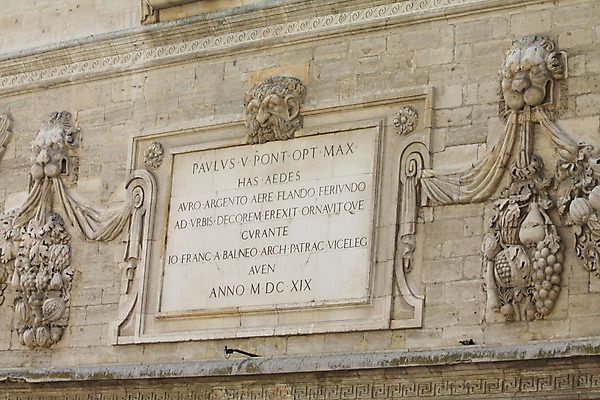 PAVLVS·V·PONT·OPT·MAX·
HAS·AEDES
AVRO·ARGENTO·AERE·FLANDO·FERIVNDO
AD·VRBIS·DECOREM·EREXIT·ORNAVITQVE
CVRANTE
IO·FRANC·A·BALNEO·ARCH·PATRAC·VICELEG
AVEN
ANNO·M·DC·XIX